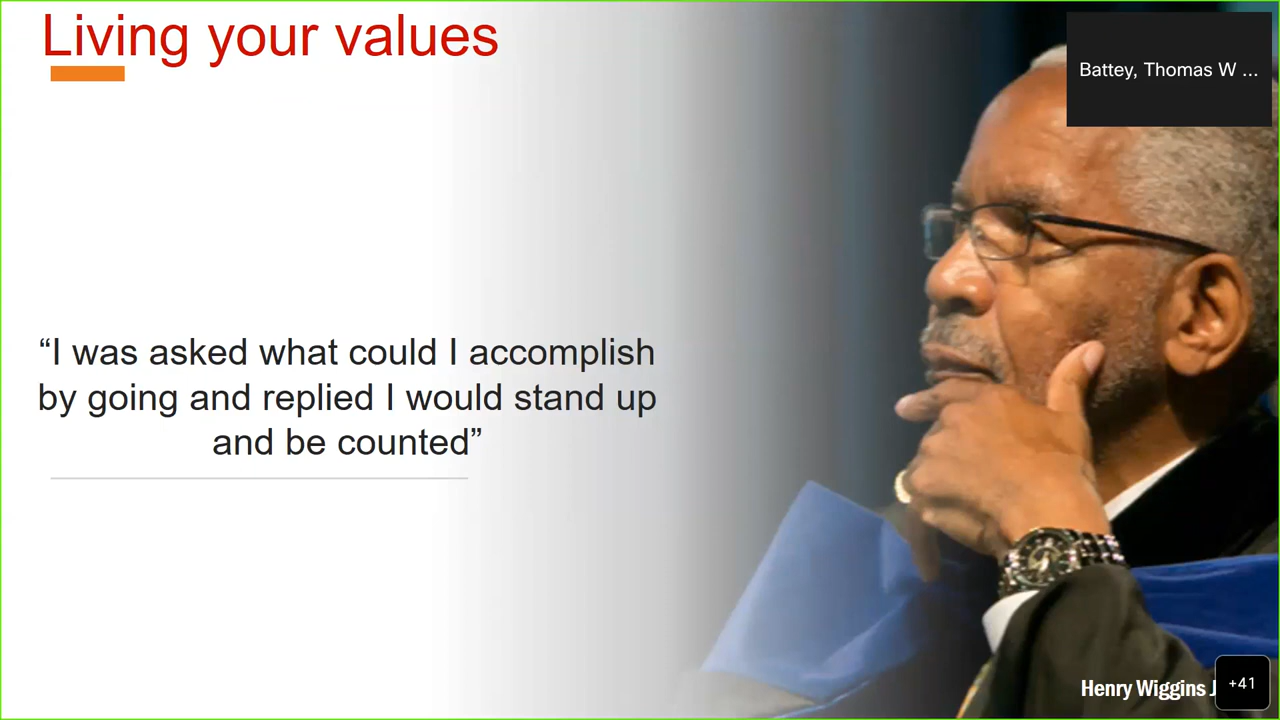 Living your values
Battey, Thomas W ...
“I was asked what could I accomplish
by going and replied I would stand up
and be counted”
Henry Wiggins J
+41